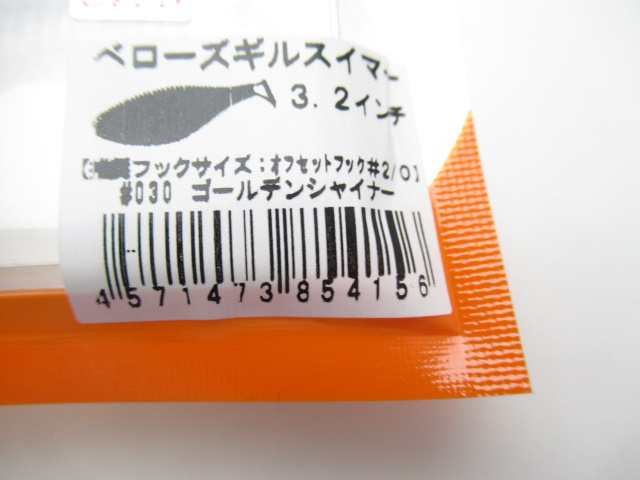 ベローズギルスイマー
3.2インチ
フックサイズ:オフセットフック#2/0】
#030 ゴールデンシャイナー
4571473854156